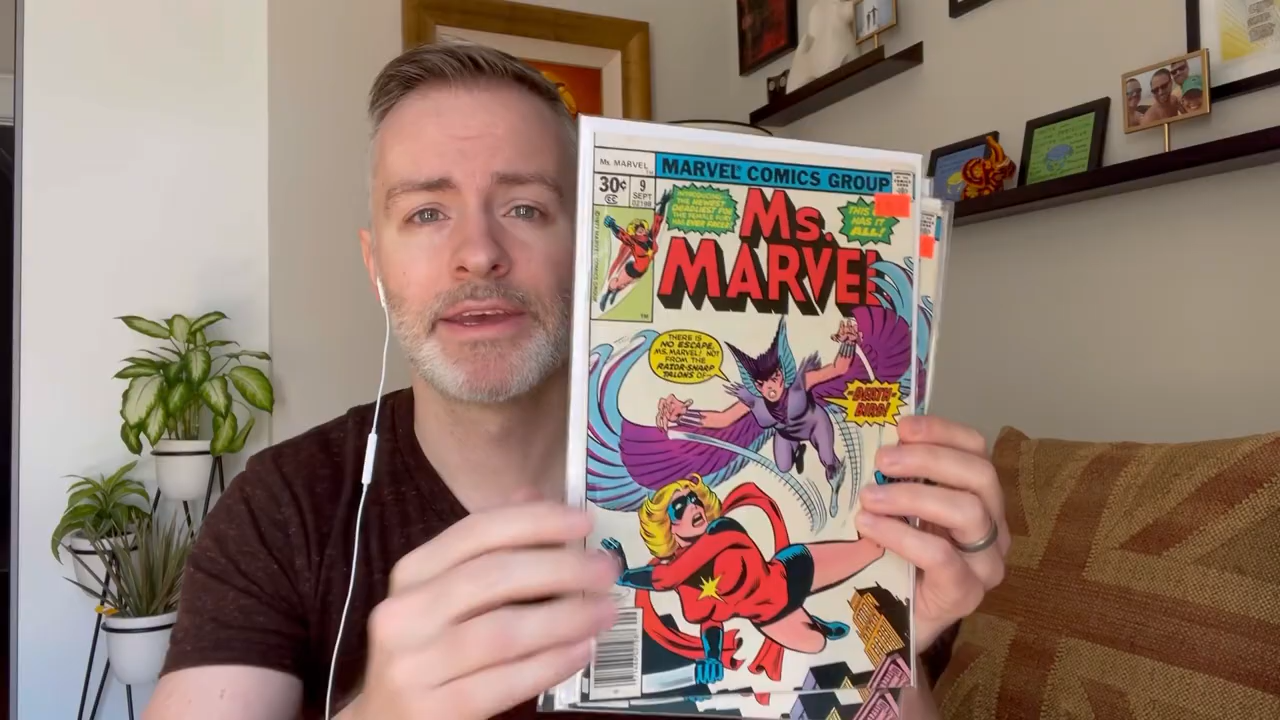 Ms. MARVEL
MARVEL COMICS GROUP
30¢
9
SEPT
02198
INTRODUCING
THE NEWEST
DEADLIEST FOE
THE FEMALE FURY
HAS EVER FACED!
Ms.
MARVEL
THIS
HAS IT
ALL!
THERE IS
NO ESCAPE,
MS. MARVEL! NOT
FROM THE
RAZOR-SHARP
TALONS OF--
--DEATH-
BIRD!